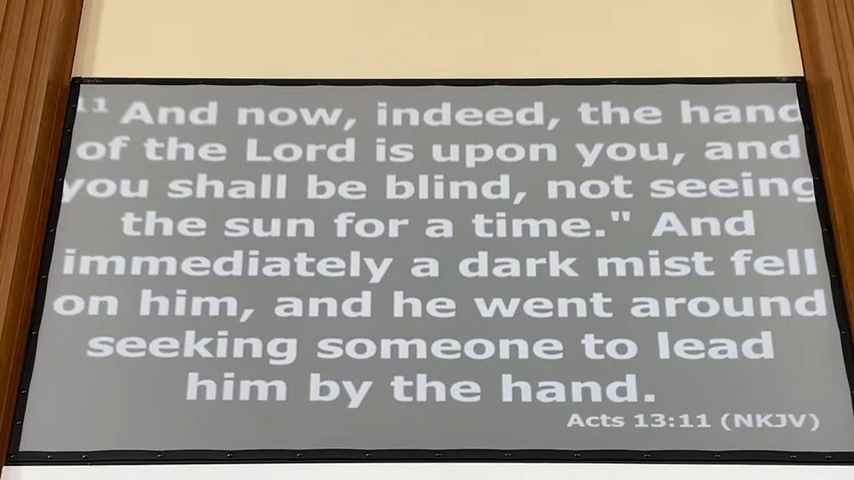 11 And now, indeed, the hand
of the Lord is upon you, and
you shall be blind, not seeing
the sun for a time." And
immediately a dark mist fell
on him, and he went around
seeking someone to lead
him by the hand.
Acts 13:11 (NKJV)